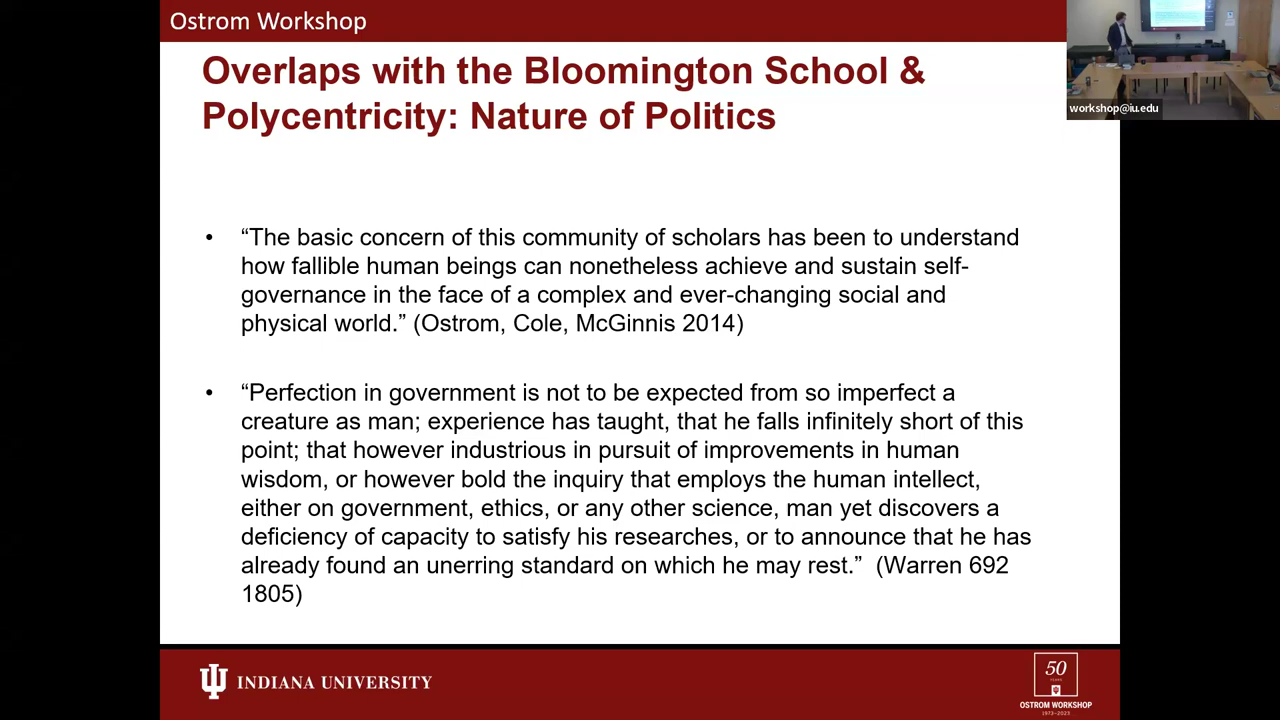 Ostrom Workshop
Overlaps with the Bloomington School &
Polycentricity: Nature of Politics
workshop@iu.edu
• “The basic concern of this community of scholars has been to understand
how fallible human beings can nonetheless achieve and sustain self-
governance in the face of a complex and ever-changing social and
physical world.” (Ostrom, Cole, McGinnis 2014)
• “Perfection in government is not to be expected from so imperfect a
creature as man; experience has taught, that he falls infinitely short of this
point; that however industrious in pursuit of improvements in human
wisdom, or however bold the inquiry that employs the human intellect,
either on government, ethics, or any other science, man yet discovers a
deficiency of capacity to satisfy his researches, or to announce that he has
already found an unerring standard on which he may rest.” (Warren 692
1805)
INDIANA UNIVERSITY
50
YEARS
OSTROM WORKSHOP
1973–2023